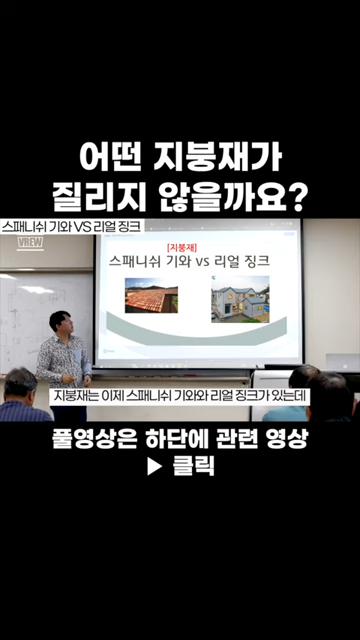 어떤 지붕재가
질리지 않을까요?
스패니쉬 기와 VS 리얼 징크
VREW
[지붕재]
스패니쉬 기와 vs 리얼 징크
지붕재는 이제 스패니쉬 기와와 리얼 징크가 있는데
풀영상은 하단에 관련 영상
▶ 클릭